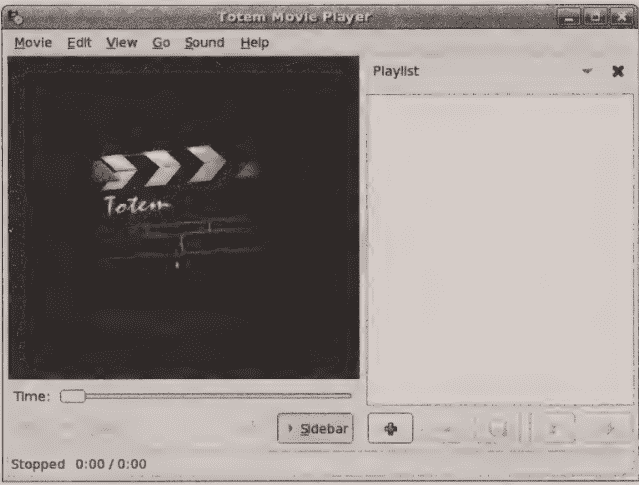 Totem Movie Player
Movie Edit View Go Sound Help
Playlist
Totem
Time:
Sidebar
Stopped 0:00 / 0:00